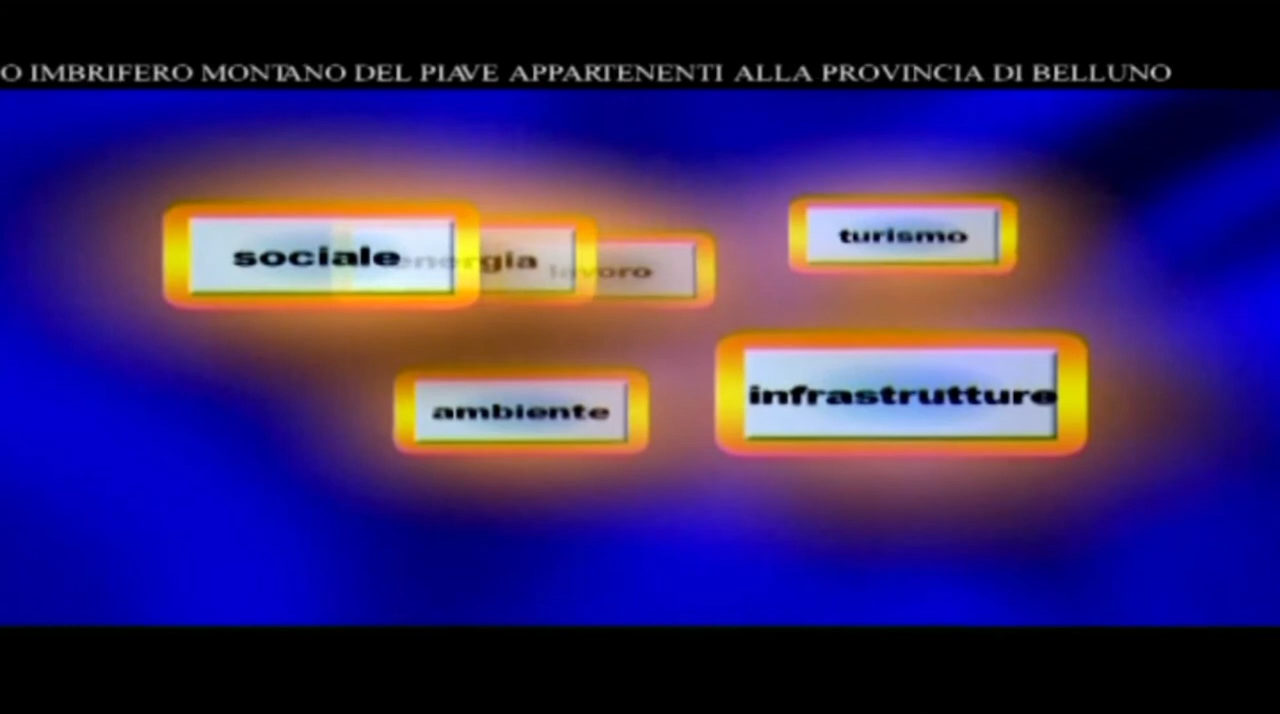 O IMBRIFERO MONTANO DEL PIAVE APPARTENENTI ALLA PROVINCIA DI BELLUNO
turismo
sociale energia lavoro
infrastrutture
ambiente